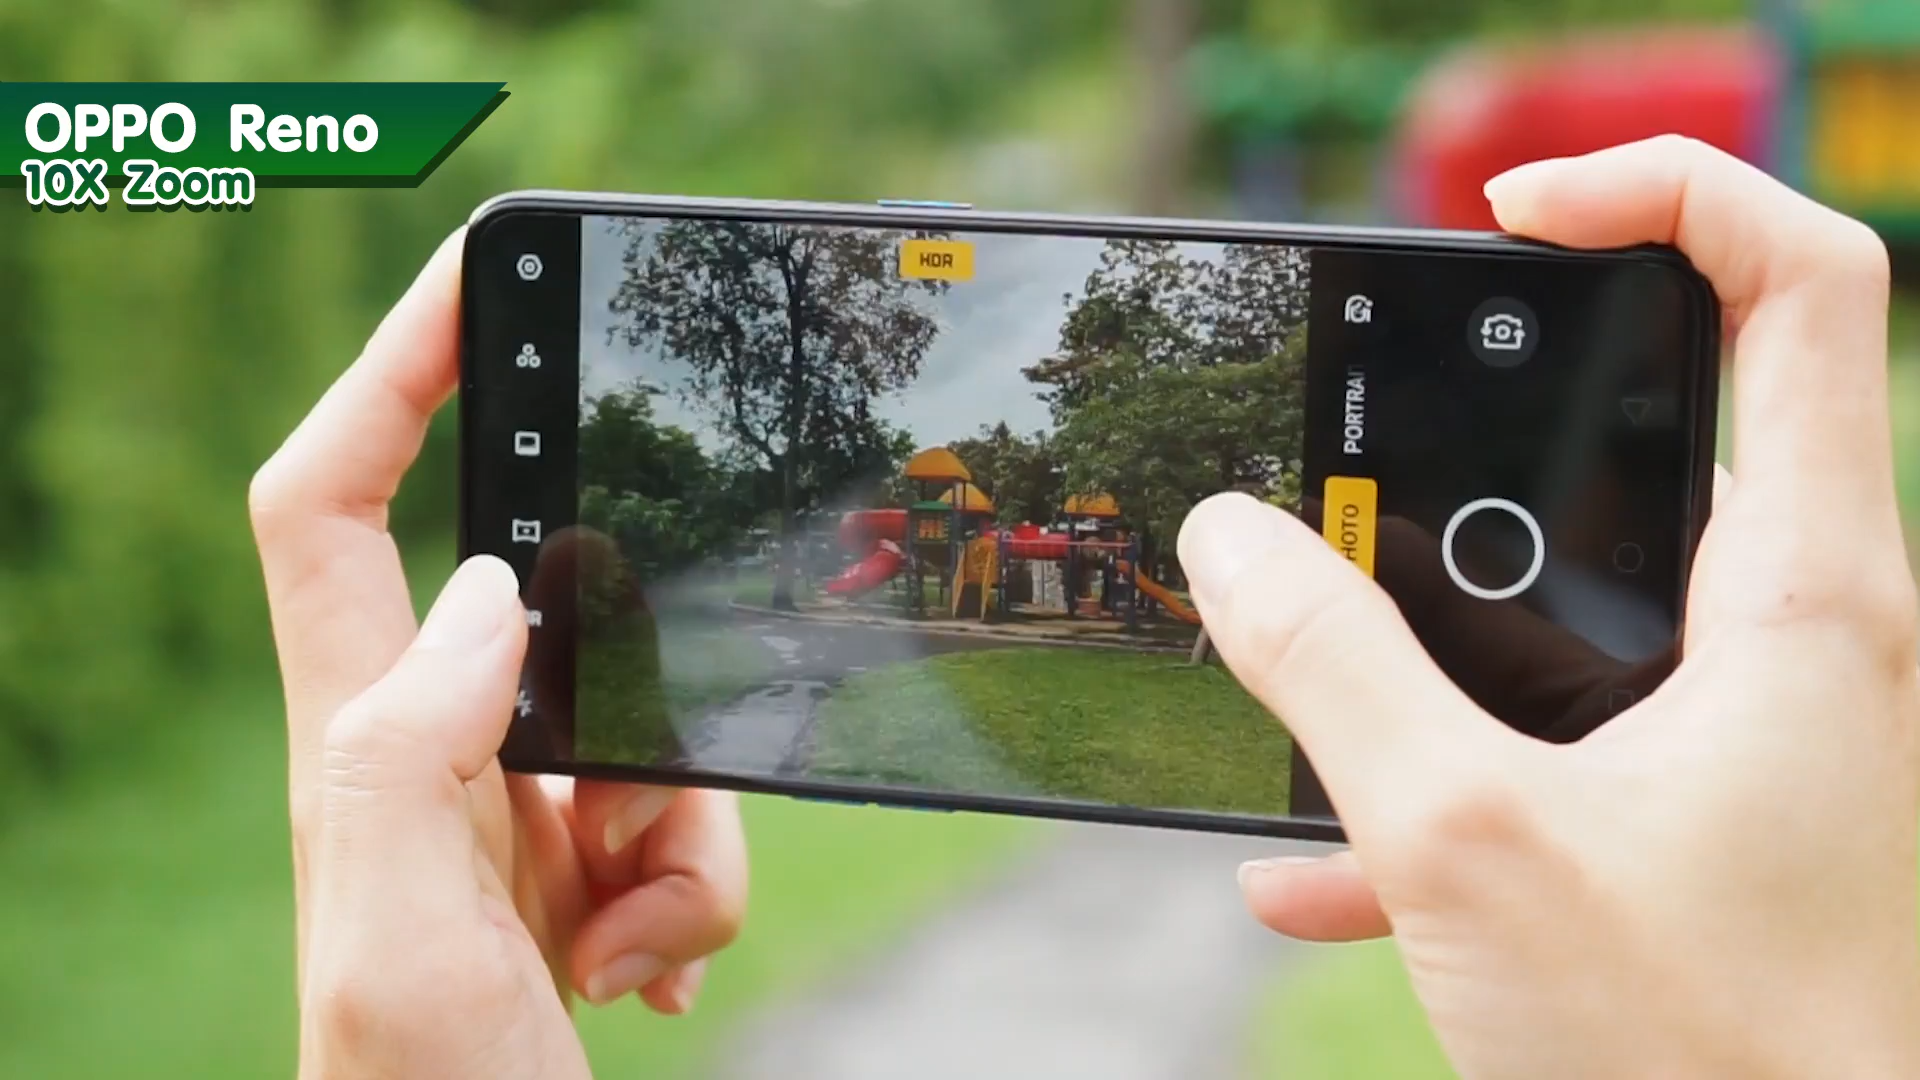 OPPO Reno
10X Zoom
HDR
PORTRAI
HOTO